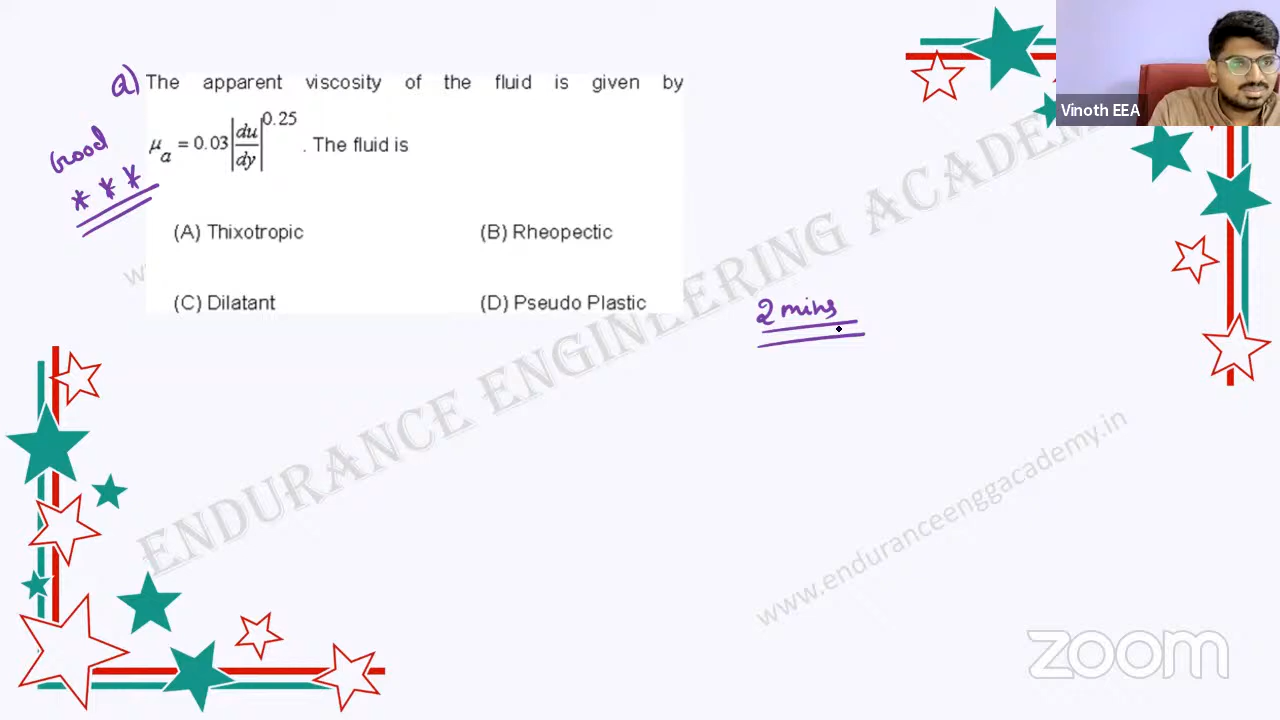 Q) The apparent viscosity of the fluid is given by
μa = 0.03|du/dy|^0.25 . The fluid is
Good
* * *
(A) Thixotropic (B) Rheopectic
(C) Dilatant (D) Pseudo Plastic
2 mins
Vinoth EEA
ENDURANCE ENGINEERING ACADEMY
www.enduranceenggacademy.in
zoom